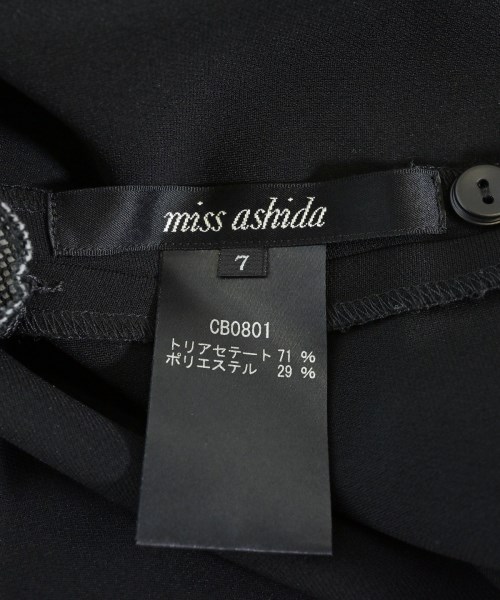 miss ashida
7
CB0801
トリアセテート 71 %
ポリエステル 29 %